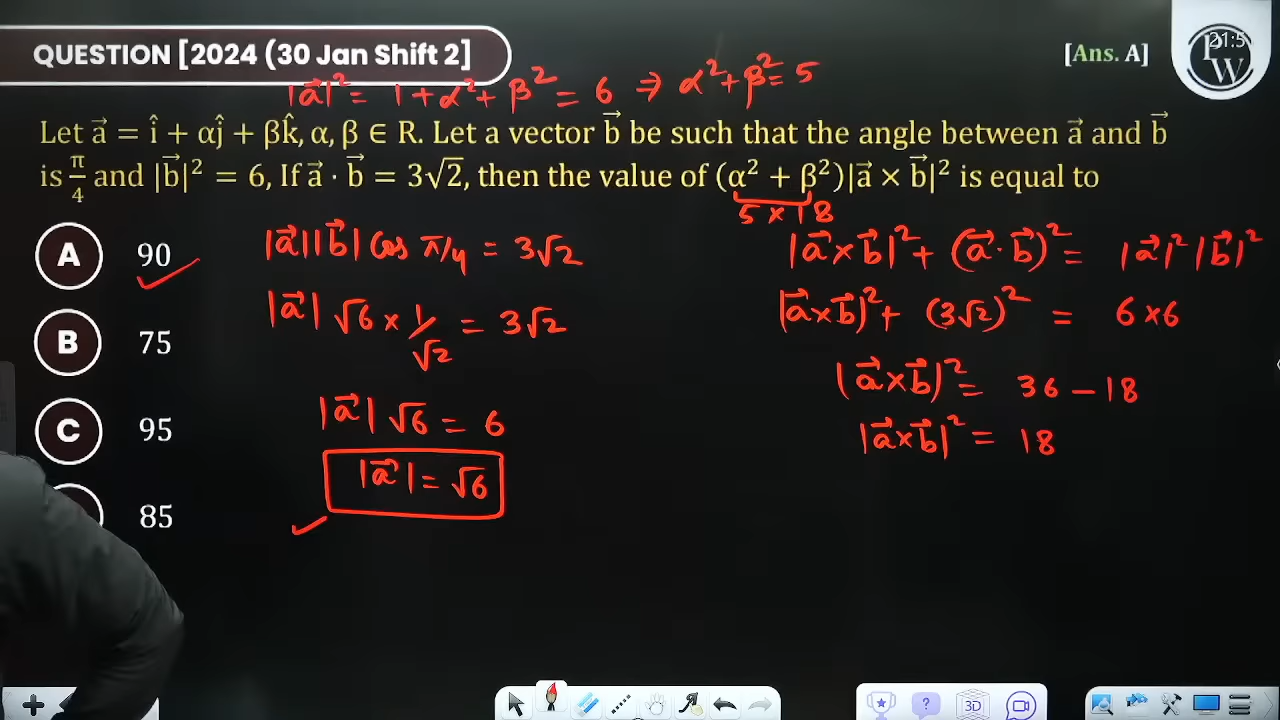 QUESTION [2024 (30 Jan Shift 2]
[Ans. A]
21:5
PW
|a⃗|² = 1 + α² + β² = 6 ⇒ α² + β² = 5
Let a⃗ = î + αĵ + βk̂, α, β ∈ R. Let a vector b⃗ be such that the angle between a⃗ and b⃗
is π/4 and |b⃗|² = 6, If a⃗ · b⃗ = 3√2, then the value of (α² + β²)|a⃗ × b⃗|² is equal to
5 × 18
A 90
B 75
C 95
85
|a⃗||b⃗| cos π/4 = 3√2
|a⃗| √6 × 1/√2 = 3√2
|a⃗| √6 = 6
|a⃗| = √6
|a⃗ × b⃗|² + (a⃗ · b⃗)² = |a⃗|² |b⃗|²
|a⃗ × b⃗|² + (3√2)² = 6 × 6
(a⃗ × b⃗)² = 36 – 18
|a⃗ × b⃗|² = 18
3D